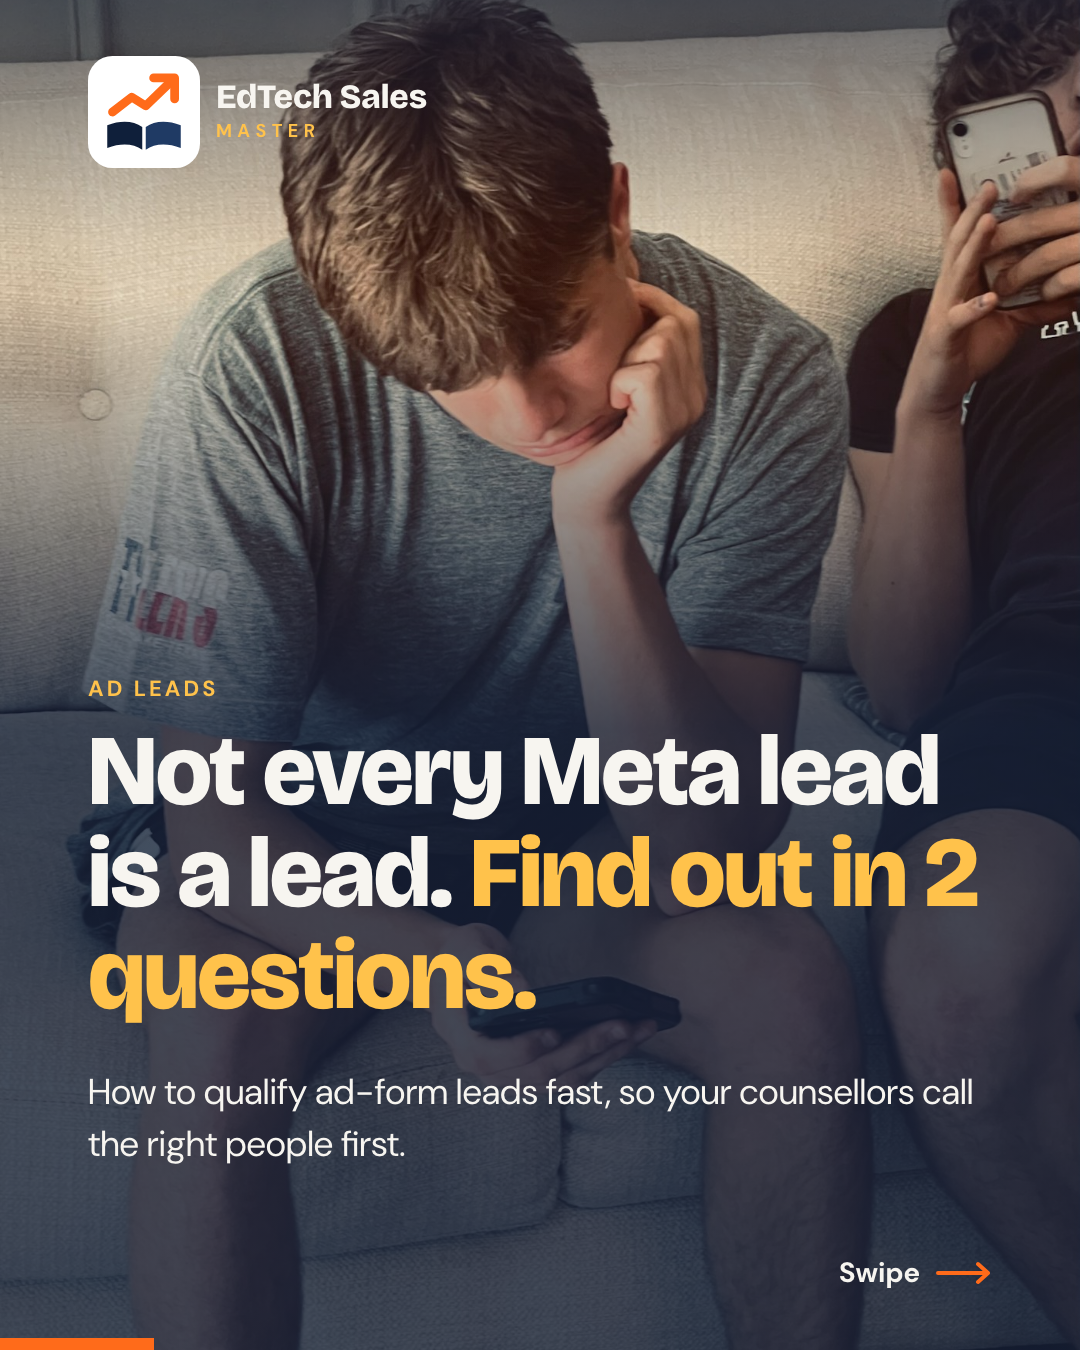 EdTech Sales
MASTER
AD LEADS
Not every Meta lead
is a lead. Find out in 2
questions.
How to qualify ad-form leads fast, so your counsellors call
the right people first.
Swipe